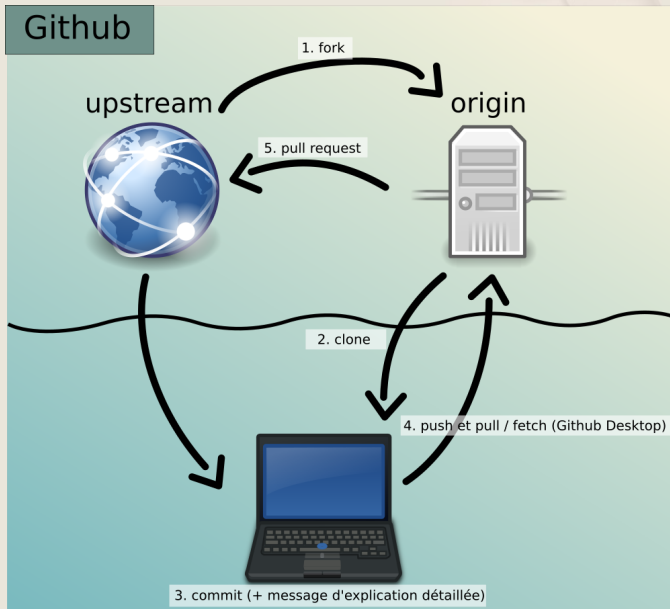 Github
1. fork
upstream
origin
5. pull request
2. clone
4. push et pull / fetch (Github Desktop)
3. commit (+ message d'explication détaillée)